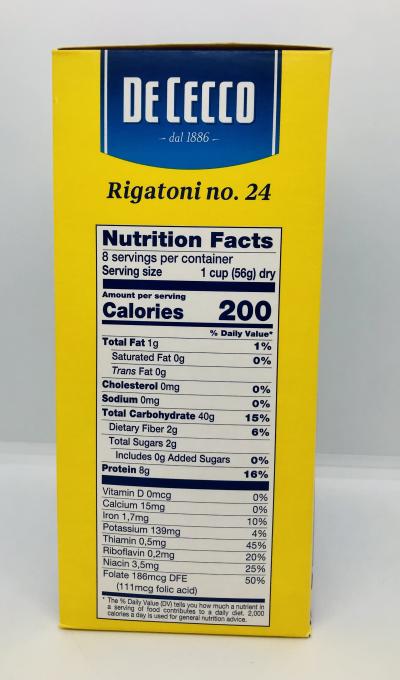 DE CECCO
- dal 1886 -
Rigatoni no. 24
Nutrition Facts
8 servings per container
Serving size 1 cup (56g) dry
Amount per serving
Calories 200
% Daily Value*
Total Fat 1g 1%
Saturated Fat 0g 0%
Trans Fat 0g
Cholesterol 0mg 0%
Sodium 0mg 0%
Total Carbohydrate 40g 15%
Dietary Fiber 2g 6%
Total Sugars 2g
Includes 0g Added Sugars 0%
Protein 8g 16%
Vitamin D 0mcg 0%
Calcium 15mg 0%
Iron 1,7mg 10%
Potassium 139mg 4%
Thiamin 0,5mg 45%
Riboflavin 0,2mg 20%
Niacin 3,5mg 25%
Folate 186mcg DFE 50%
(111mcg folic acid)
* The % Daily Value (DV) tells you how much a nutrient in
a serving of food contributes to a daily diet. 2,000
calories a day is used for general nutrition advice.